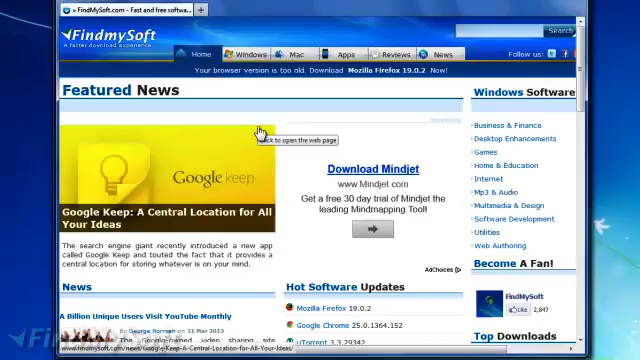 FindMySoft.com - Fast and free softwa...
FindmySoft
A faster download experience
Home
Windows
Mac
Apps
Reviews
News
Follow us:
Your browser version is too old. Download Mozilla Firefox 19.0.2 Now!
Featured News
Windows Software
Google keep
Google Keep: A Central Location for All
Your Ideas
The search engine giant recently introduced a new app
called Google Keep and touted the fact that it provides a
central location for storing whatever is on your mind.
to open the web page
Download Mindjet
www.Mindjet.com
Get a free 30 day trial of Mindjet the
leading Mindmapping Tool!
AdChoices
Business & Finance
Desktop Enhancements
Games
Home & Education
Internet
Mp3 & Audio
Multimedia & Design
Software Development
Utilities
Web Authoring
Become A Fan!
FindMySoft
Like
2,847
Top Downloads
News
A Billion Unique Users Visit YouTube Monthly
By George Norman on 21 Mar 2013
The Google-owned video sharing site
Hot Software Updates
Mozilla Firefox 19.0.2
Google Chrome 25.0.1364.152
uTorrent 3.3.29342
www.findmysoft.com/news/Google-Keep-A-Central-Location-for-All-Your-Ideas/
FindMySoft